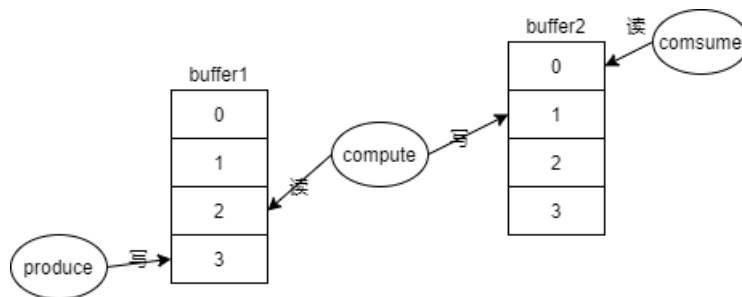 buffer1
0
1
2
3
produce
写
读
compute
写
buffer2
0
1
2
3
读
comsume